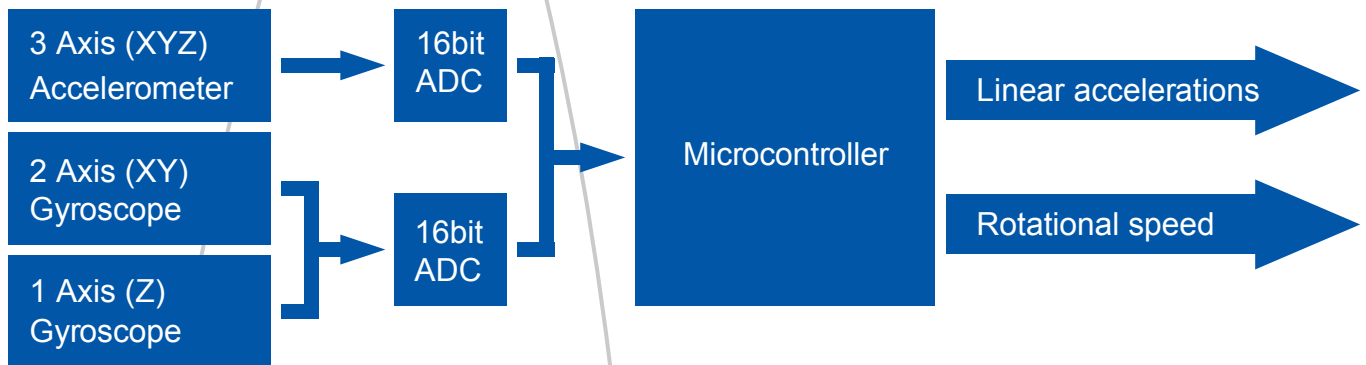 3 Axis (XYZ)
Accelerometer
16bit
ADC
2 Axis (XY)
Gyroscope
1 Axis (Z)
Gyroscope
16bit
ADC
Microcontroller
Linear accelerations
Rotational speed